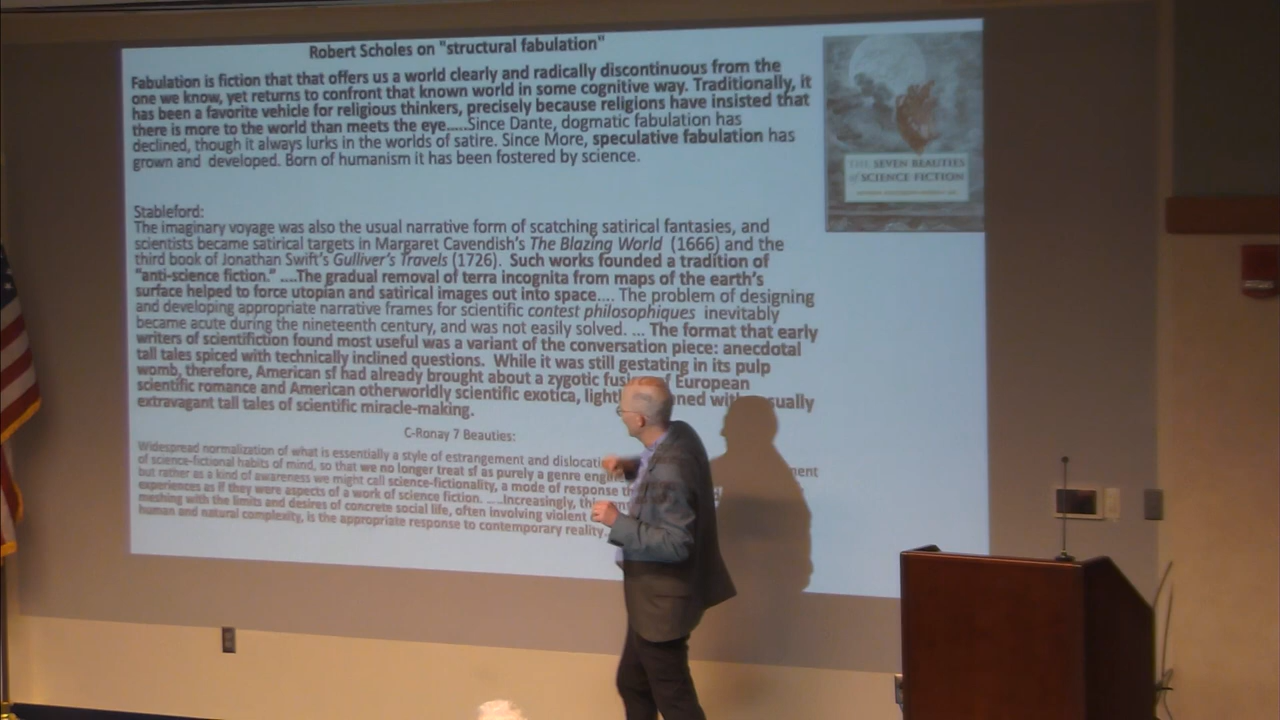 Robert Scholes on "structural fabulation"
Fabulation is fiction that that offers us a world clearly and radically discontinuous from the
one we know, yet returns to confront that known world in some cognitive way. Traditionally, it
has been a favorite vehicle for religious thinkers, precisely because religions have insisted that
there is more to the world than meets the eye.....Since Dante, dogmatic fabulation has
declined, though it always lurks in the worlds of satire. Since More, speculative fabulation has
grown and developed. Born of humanism it has been fostered by science.
THE SEVEN BEAUTIES
of SCIENCE FICTION
Stableford:
The imaginary voyage was also the usual narrative form of scatching satirical fantasies, and
scientists became satirical targets in Margaret Cavendish's The Blazing World (1666) and the
third book of Jonathan Swift's Gulliver's Travels (1726). Such works founded a tradition of
"anti-science fiction." ....The gradual removal of terra incognita from maps of the earth's
surface helped to force utopian and satirical images out into space.... The problem of designing
and developing appropriate narrative frames for scientific contest philosophiques inevitably
became acute during the nineteenth century, and was not easily solved. ... The format that early
writers of scientifiction found most useful was a variant of the conversation piece: anecdotal
tall tales spiced with technically inclined questions. While it was still gestating in its pulp
womb, therefore, American sf had already brought about a zygotic fusion of European
scientific romance and American otherworldly scientific exotica, lightl ned with sually
extravagant tall tales of scientific miracle-making.
C-Ronay 7 Beauties:
Widespread normalization of what is essentially a style of estrangement and dislocati ment
of science-fictional habits of mind, so that we no longer treat sf as purely a genre engin
but rather as a kind of awareness we might call science-fictionality, a mode of response th
experiences as if they were aspects of a work of science fiction. ....Increasingly, thi
meshing with the limits and desires of concrete social life, often involving violent
human and natural complexity, is the appropriate response to contemporary reality.